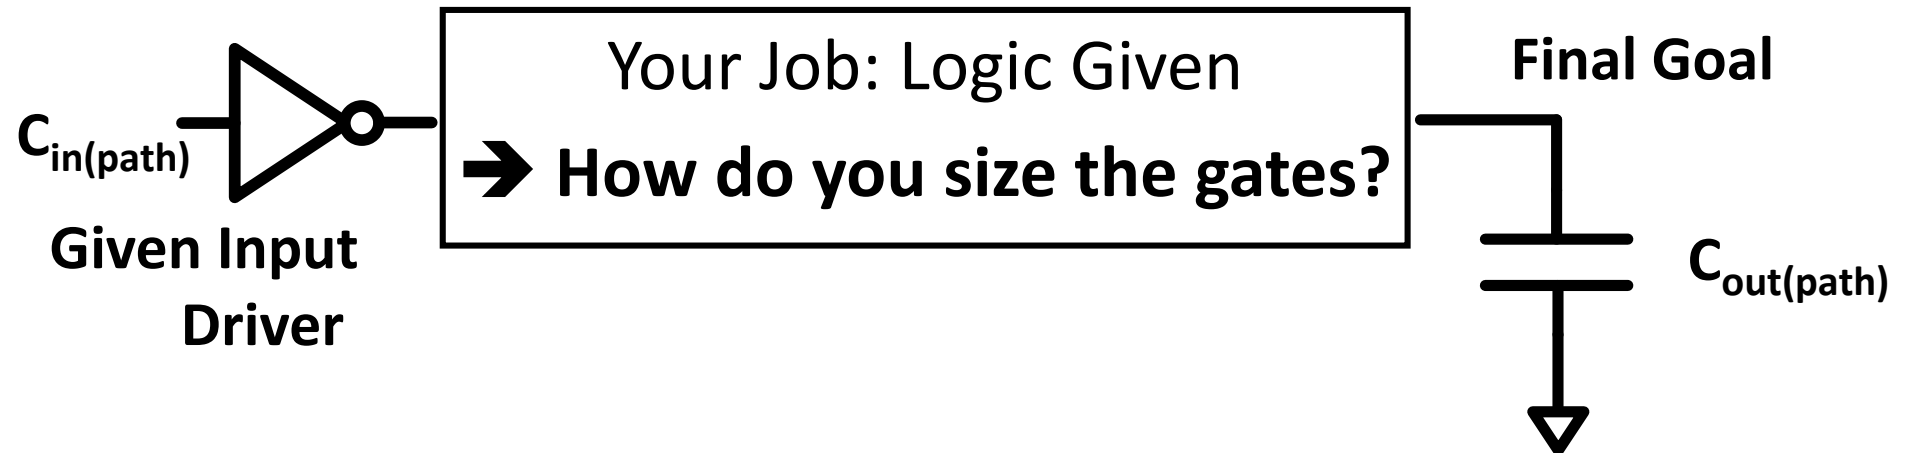 Your Job: Logic Given
➔ How do you size the gates?
Final Goal
Cin(path)
Given Input
Driver
Cout(path)